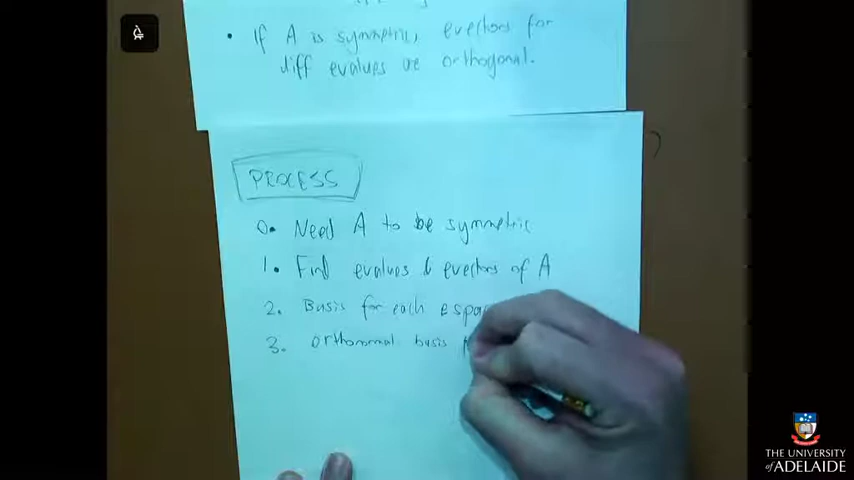 • If A is symmetric, evectors for
diff evalues are orthogonal.
PROCESS
0. Need A to be symmetric
1. Find evalues & evectors of A
2. Basis for each espa
3. orthonormal basis
THE UNIVERSITY
of ADELAIDE